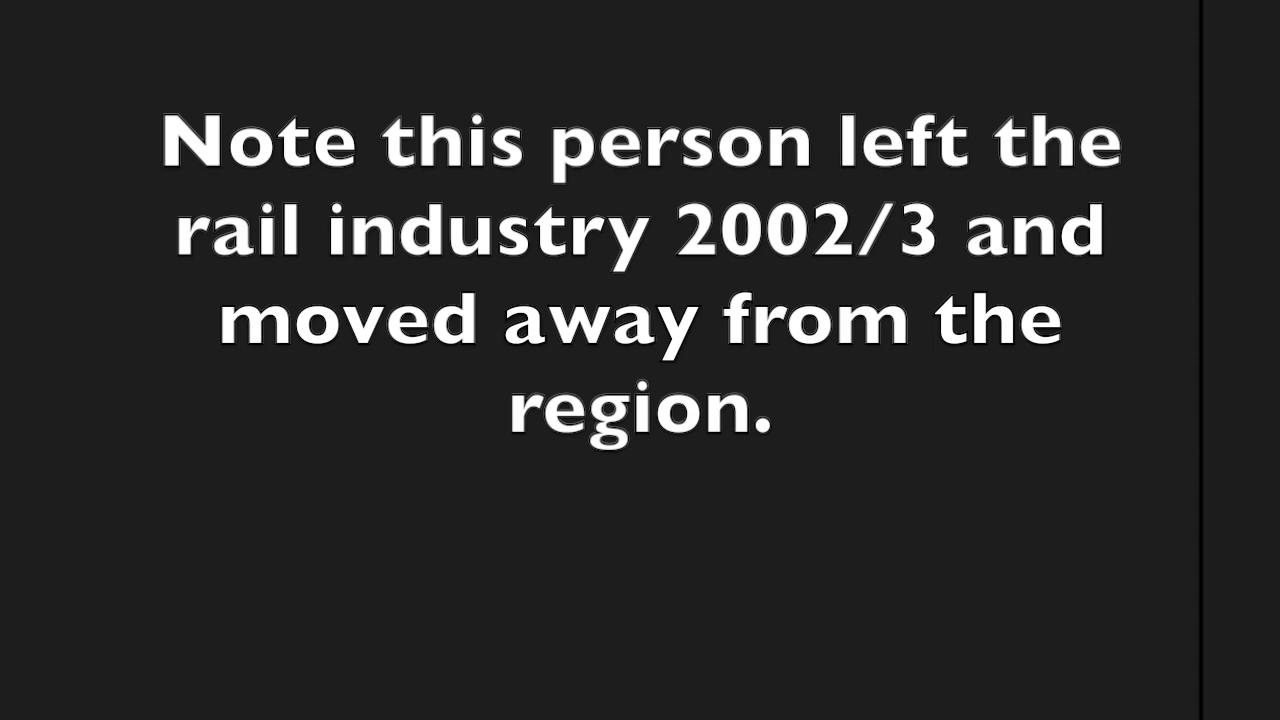 Note this person left the
rail industry 2002/3 and
moved away from the
region.